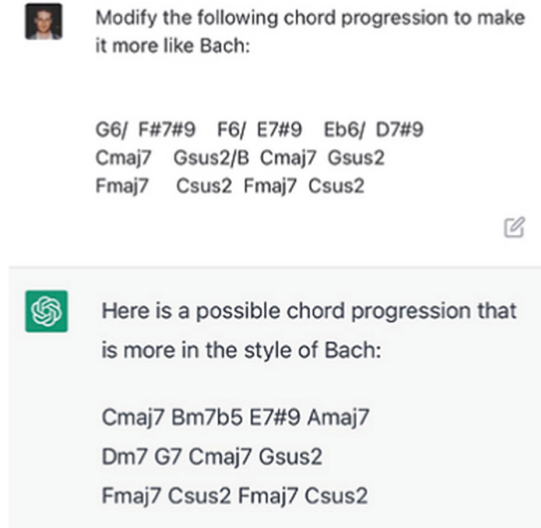 Modify the following chord progression to make
it more like Bach:
G6/ F#7#9 F6/ E7#9 Eb6/ D7#9
Cmaj7 Gsus2/B Cmaj7 Gsus2
Fmaj7 Csus2 Fmaj7 Csus2
Here is a possible chord progression that
is more in the style of Bach:
Cmaj7 Bm7b5 E7#9 Amaj7
Dm7 G7 Cmaj7 Gsus2
Fmaj7 Csus2 Fmaj7 Csus2